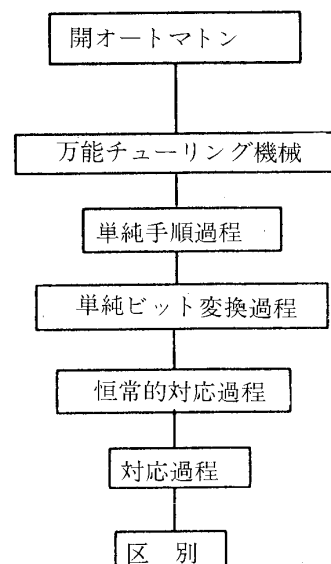 開オートマトン
万能チューリング機械
単純手順過程
単純ビット変換過程
恒常的対応過程
対応過程
区　別